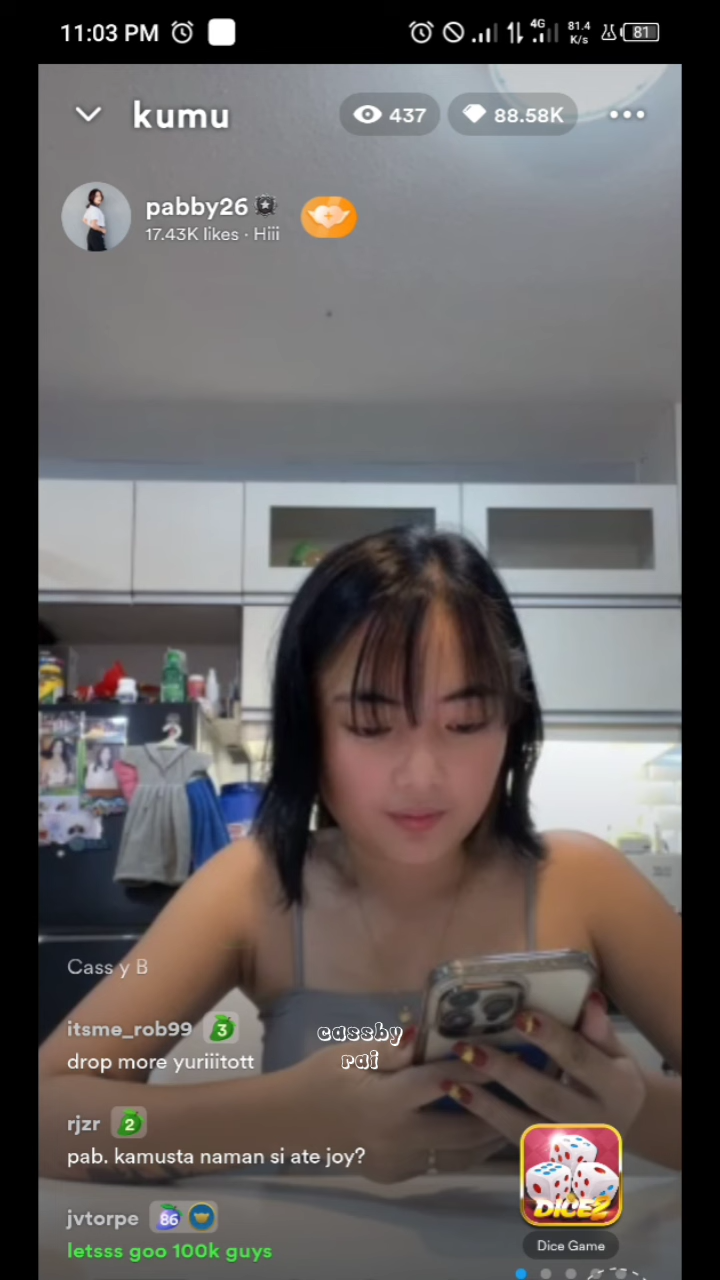 11:03 PM
4G
81.4
K/s
81
kumu
437
88.58K
pabby26
17.43K likes · Hiii
Cass y B
itsme_rob99 3
drop more yuriiitott
cassby
rai
rjzr 2
pab. kamusta naman si ate joy?
jvtorpe 86
letsss goo 100k guys
DICE2
Dice Game